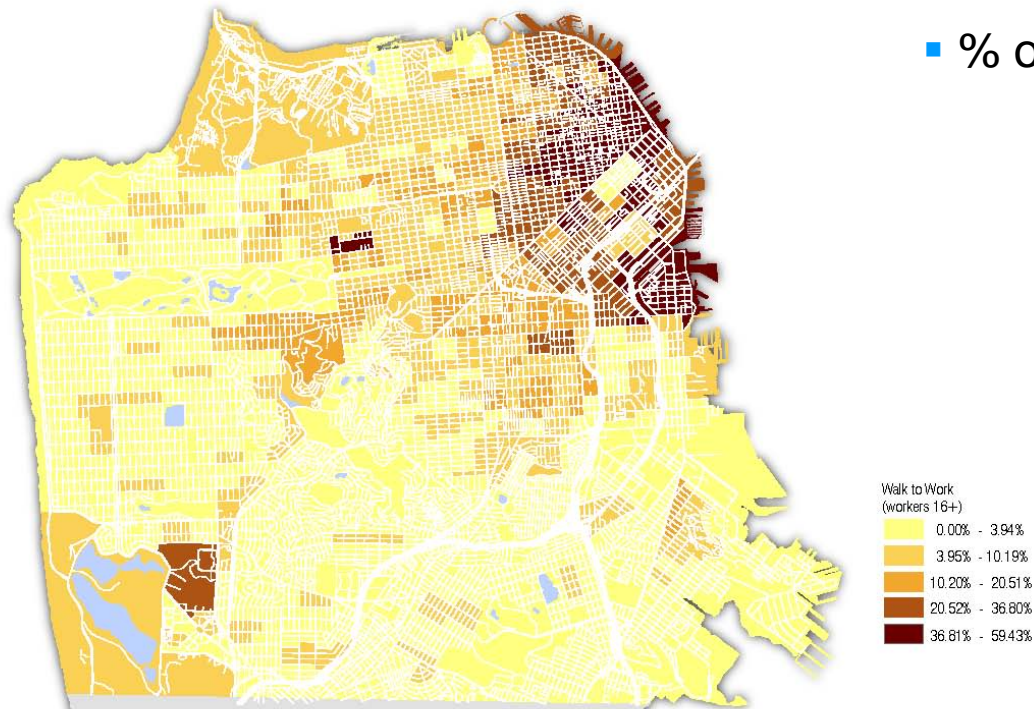 ▪ % o
Walk to Work
(workers 16+)
0.00% - 3.94%
3.95% - 10.19%
10.20% - 20.51%
20.52% - 36.80%
36.81% - 59.43%